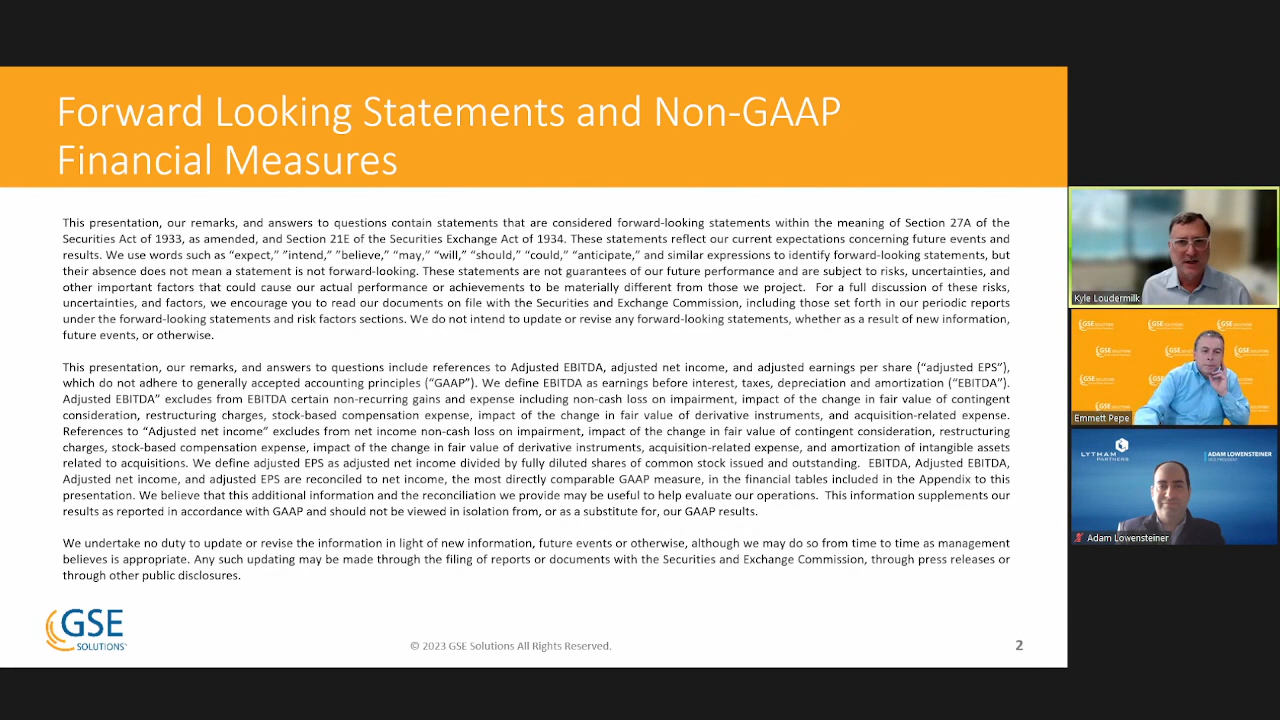 Forward Looking Statements and Non-GAAP
Financial Measures
This presentation, our remarks, and answers to questions contain statements that are considered forward-looking statements within the meaning of Section 27A of the
Securities Act of 1933, as amended, and Section 21E of the Securities Exchange Act of 1934. These statements reflect our current expectations concerning future events and
results. We use words such as “expect,” ”intend,” ”believe,” “may,” “will,” “should,” “could,” “anticipate,” and similar expressions to identify forward-looking statements, but
their absence does not mean a statement is not forward-looking. These statements are not guarantees of our future performance and are subject to risks, uncertainties, and
other important factors that could cause our actual performance or achievements to be materially different from those we project.  For a full discussion of these risks,
uncertainties, and factors, we encourage you to read our documents on file with the Securities and Exchange Commission, including those set forth in our periodic reports
under the forward-looking statements and risk factors sections. We do not intend to update or revise any forward-looking statements, whether as a result of new information,
future events, or otherwise.
This presentation, our remarks, and answers to questions include references to Adjusted EBITDA, adjusted net income, and adjusted earnings per share (“adjusted EPS”),
which do not adhere to generally accepted accounting principles (“GAAP”). We define EBITDA as earnings before interest, taxes, depreciation and amortization (“EBITDA”).
Adjusted EBITDA” excludes from EBITDA certain non-recurring gains and expense including non-cash loss on impairment, impact of the change in fair value of contingent
consideration, restructuring charges, stock-based compensation expense, impact of the change in fair value of derivative instruments, and acquisition-related expense.
References to “Adjusted net income” excludes from net income non-cash loss on impairment, impact of the change in fair value of contingent consideration, restructuring
charges, stock-based compensation expense, impact of the change in fair value of derivative instruments, acquisition-related expense, and amortization of intangible assets
related to acquisitions. We define adjusted EPS as adjusted net income divided by fully diluted shares of common stock issued and outstanding.  EBITDA, Adjusted EBITDA,
Adjusted net income, and adjusted EPS are reconciled to net income, the most directly comparable GAAP measure, in the financial tables included in the Appendix to this
presentation. We believe that this additional information and the reconciliation we provide may be useful to help evaluate our operations.  This information supplements our
results as reported in accordance with GAAP and should not be viewed in isolation from, or as a substitute for, our GAAP results.
We undertake no duty to update or revise the information in light of new information, future events or otherwise, although we may do so from time to time as management
believes is appropriate. Any such updating may be made through the filing of reports or documents with the Securities and Exchange Commission, through press releases or
through other public disclosures.
GSE
SOLUTIONS
© 2023 GSE Solutions All Rights Reserved.
2
Kyle Loudermilk
GSE SOLUTIONS
GSE SOLUTIONS
GSE SOLUTIONS
GSE SOLUTIONS
GSE SOLUTIONS
Emmett Pepe
LYTHAM
PARTNERS
ADAM LOWENSTEINER
VICE PRESIDENT
Adam Lowensteiner